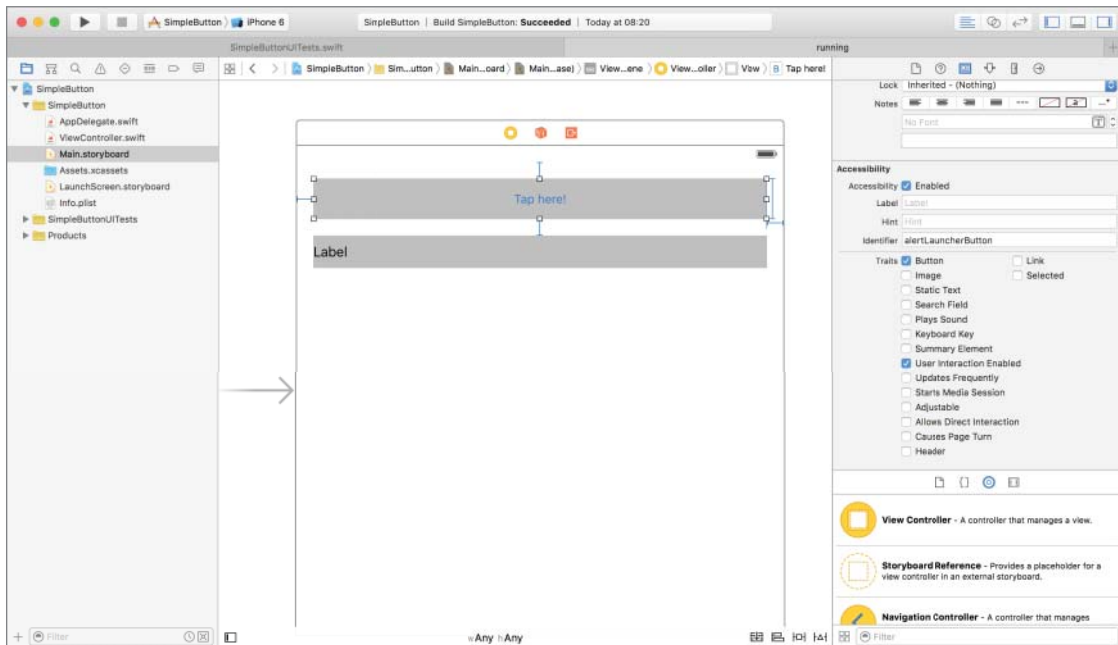 SimpleButton
iPhone 6
SimpleButton | Build SimpleButton: Succeeded | Today at 08:20
SimpleButtonUITests.swift
running
SimpleButton
Sim...utton
Main...oard
Main...ase)
View...ene
View...oller
View
B Tap here!
SimpleButton
SimpleButton
AppDelegate.swift
ViewController.swift
Main.storyboard
Assets.xcassets
LaunchScreen.storyboard
Info.plist
SimpleButtonUITests
Products
Tap here!
Label
Lock Inherited - (Nothing)
Notes
No Font
Accessibility
Accessibility Enabled
Label Label
Hint Hint
Identifier alertLauncherButton
Traits Button Link
Image Selected
Static Text
Search Field
Plays Sound
Keyboard Key
Summary Element
User Interaction Enabled
Updates Frequently
Starts Media Session
Adjustable
Allows Direct Interaction
Causes Page Turn
Header
View Controller - A controller that manages a view.
Storyboard Reference - Provides a placeholder for a
view controller in an external storyboard.
Navigation Controller - A controller that manages
Filter
wAny hAny
Filter